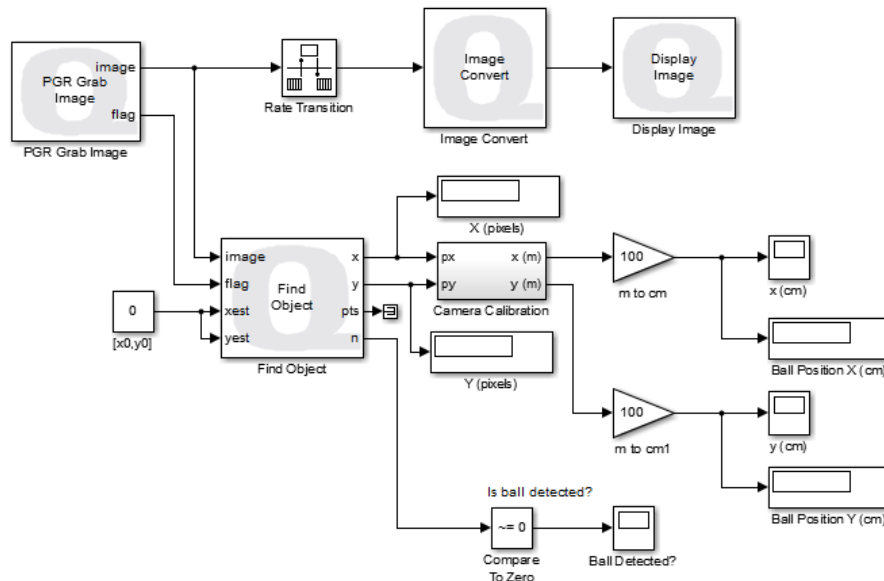 PGR Grab
Image
image
flag
PGR Grab Image
Rate Transition
Image
Convert
Image Convert
Display
Image
Display Image
X (pixels)
image
flag
xest
yest
Find
Object
x
y
pts
n
Find Object
0
[x0,y0]
px
py
x (m)
y (m)
Camera Calibration
Y (pixels)
100
m to cm
x (cm)
Ball Position X (cm)
100
m to cm1
y (cm)
Ball Position Y (cm)
Is ball detected?
~= 0
Compare
To Zero
Ball Detected?